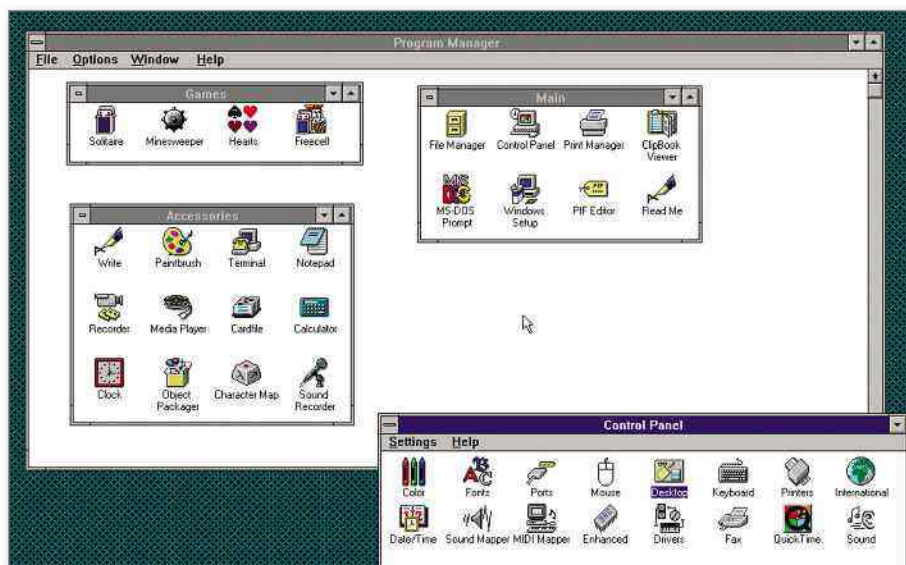 Program Manager
File Options Window Help
Games
Solitaire Minesweeper Hearts Freecell
Main
File Manager Control Panel Print Manager ClipBook
Viewer
MS-DOS Windows PIF Editor Read Me
Prompt Setup
Accessories
Write Paintbrush Terminal Notepad
Recorder Media Player Cardfile Calculator
Clock Object Character Map Sound
Packager Recorder
Control Panel
Settings Help
Color Fonts Ports Mouse Desktop Keyboard Printers International
Date/Time Sound Mapper MIDI Mapper Enhanced Drivers Fax QuickTime. Sound